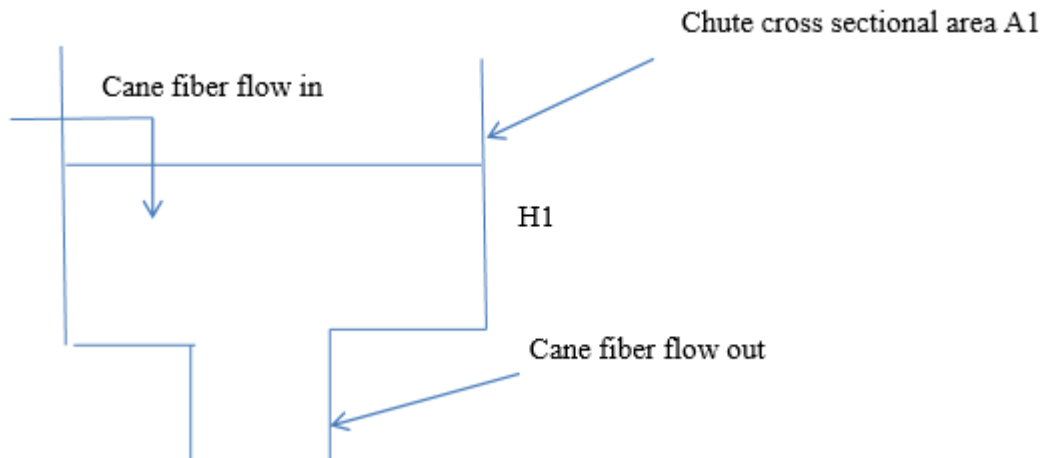 Chute cross sectional area A1
Cane fiber flow in
H1
Cane fiber flow out